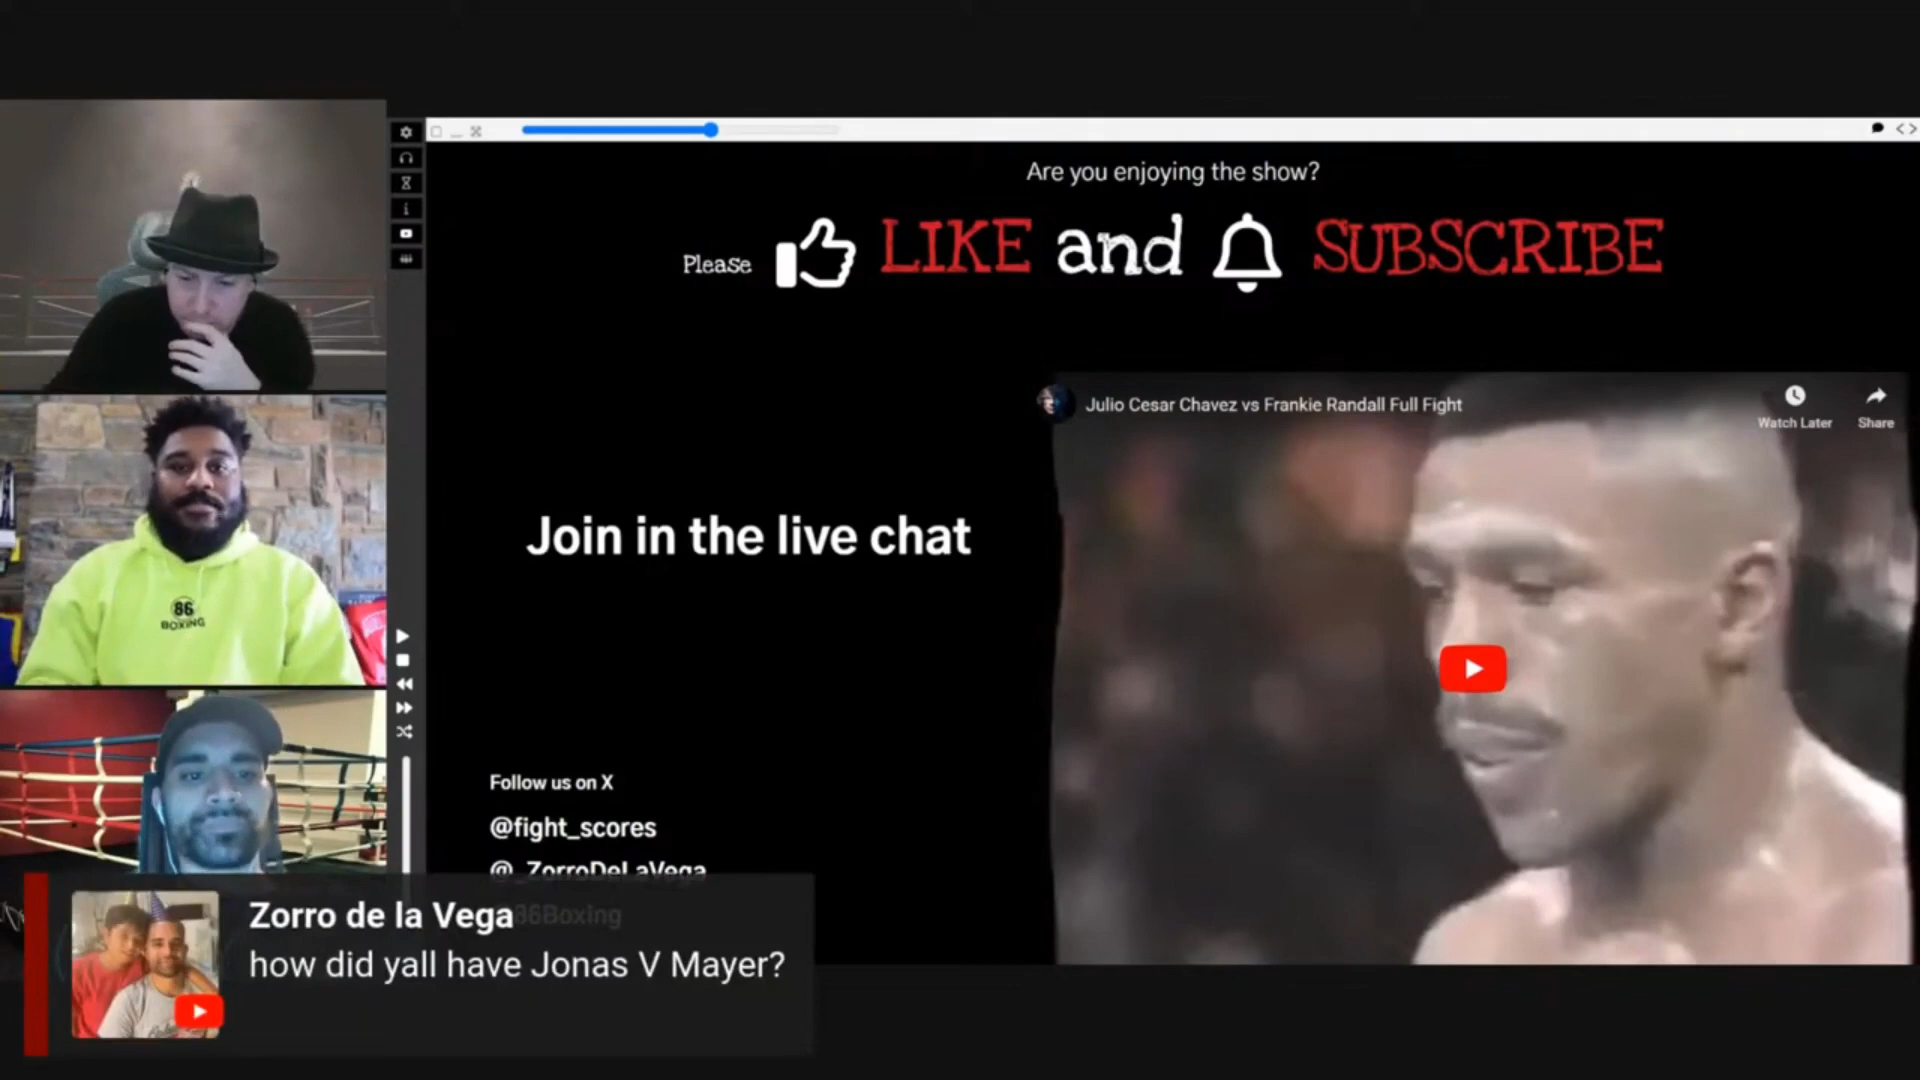 Are you enjoying the show?
Please LIKE and SUBSCRIBE
Julio Cesar Chavez vs Frankie Randall Full Fight
Watch Later
Share
Join in the live chat
86
BOXING
Follow us on X
@fight_scores
@_ZorroDeLaVega
@86Boxing
Zorro de la Vega
how did yall have Jonas V Mayer?